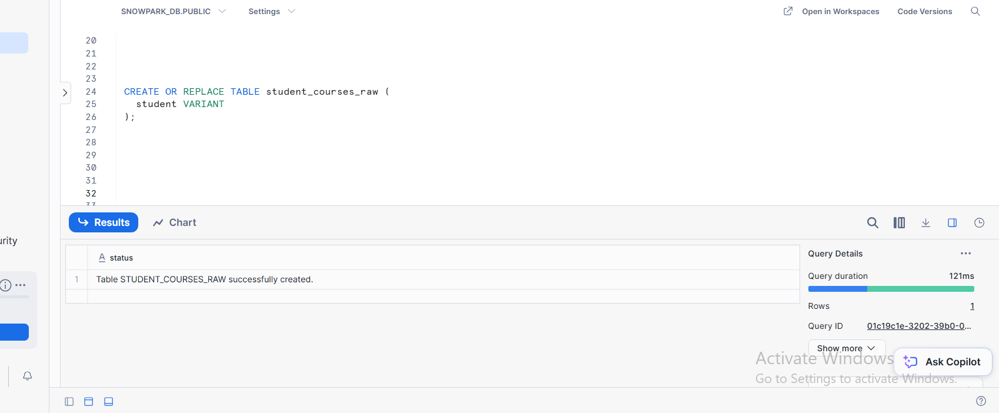 SNOWPARK_DB.PUBLIC Settings Open in Workspaces Code Versions
20
21
22
23
24 CREATE OR REPLACE TABLE student_courses_raw (
25 student VARIANT
26 );
27
28
29
30
31
32
33
urity
Results Chart
A status
1 Table STUDENT_COURSES_RAW successfully created.
Query Details
Query duration 121ms
Rows 1
Query ID 01c19c1e-3202-39b0-0...
Show more
Ask Copilot
Activate Windows
Go to Settings to activate Windows.